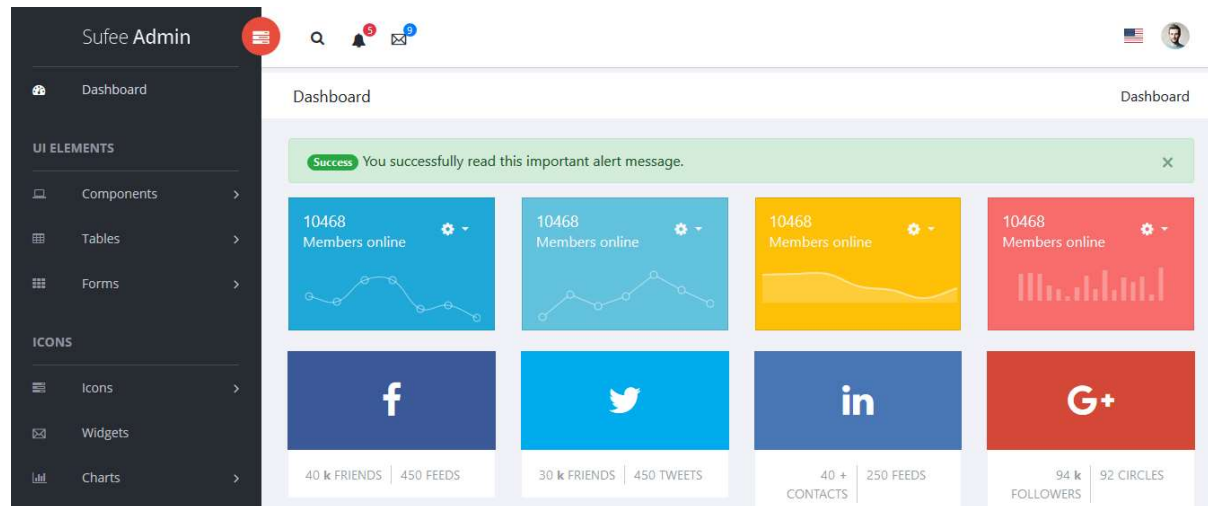 Sufee Admin
5
9
Dashboard
UI ELEMENTS
Components
Tables
Forms
ICONS
Icons
Widgets
Charts
Dashboard
Dashboard
Success You successfully read this important alert message.
×
10468
Members online
10468
Members online
10468
Members online
10468
Members online
f
in
G+
40 k FRIENDS
450 FEEDS
30 k FRIENDS
450 TWEETS
40 +
CONTACTS
250 FEEDS
94 k
FOLLOWERS
92 CIRCLES